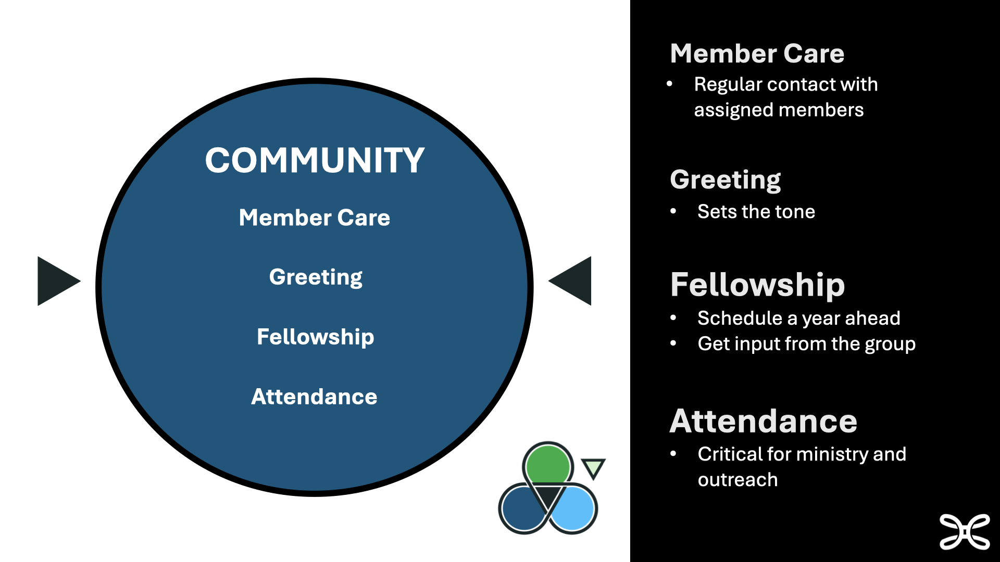 COMMUNITY
Member Care
Greeting
Fellowship
Attendance
Member Care
• Regular contact with
assigned members
Greeting
• Sets the tone
Fellowship
• Schedule a year ahead
• Get input from the group
Attendance
• Critical for ministry and
outreach